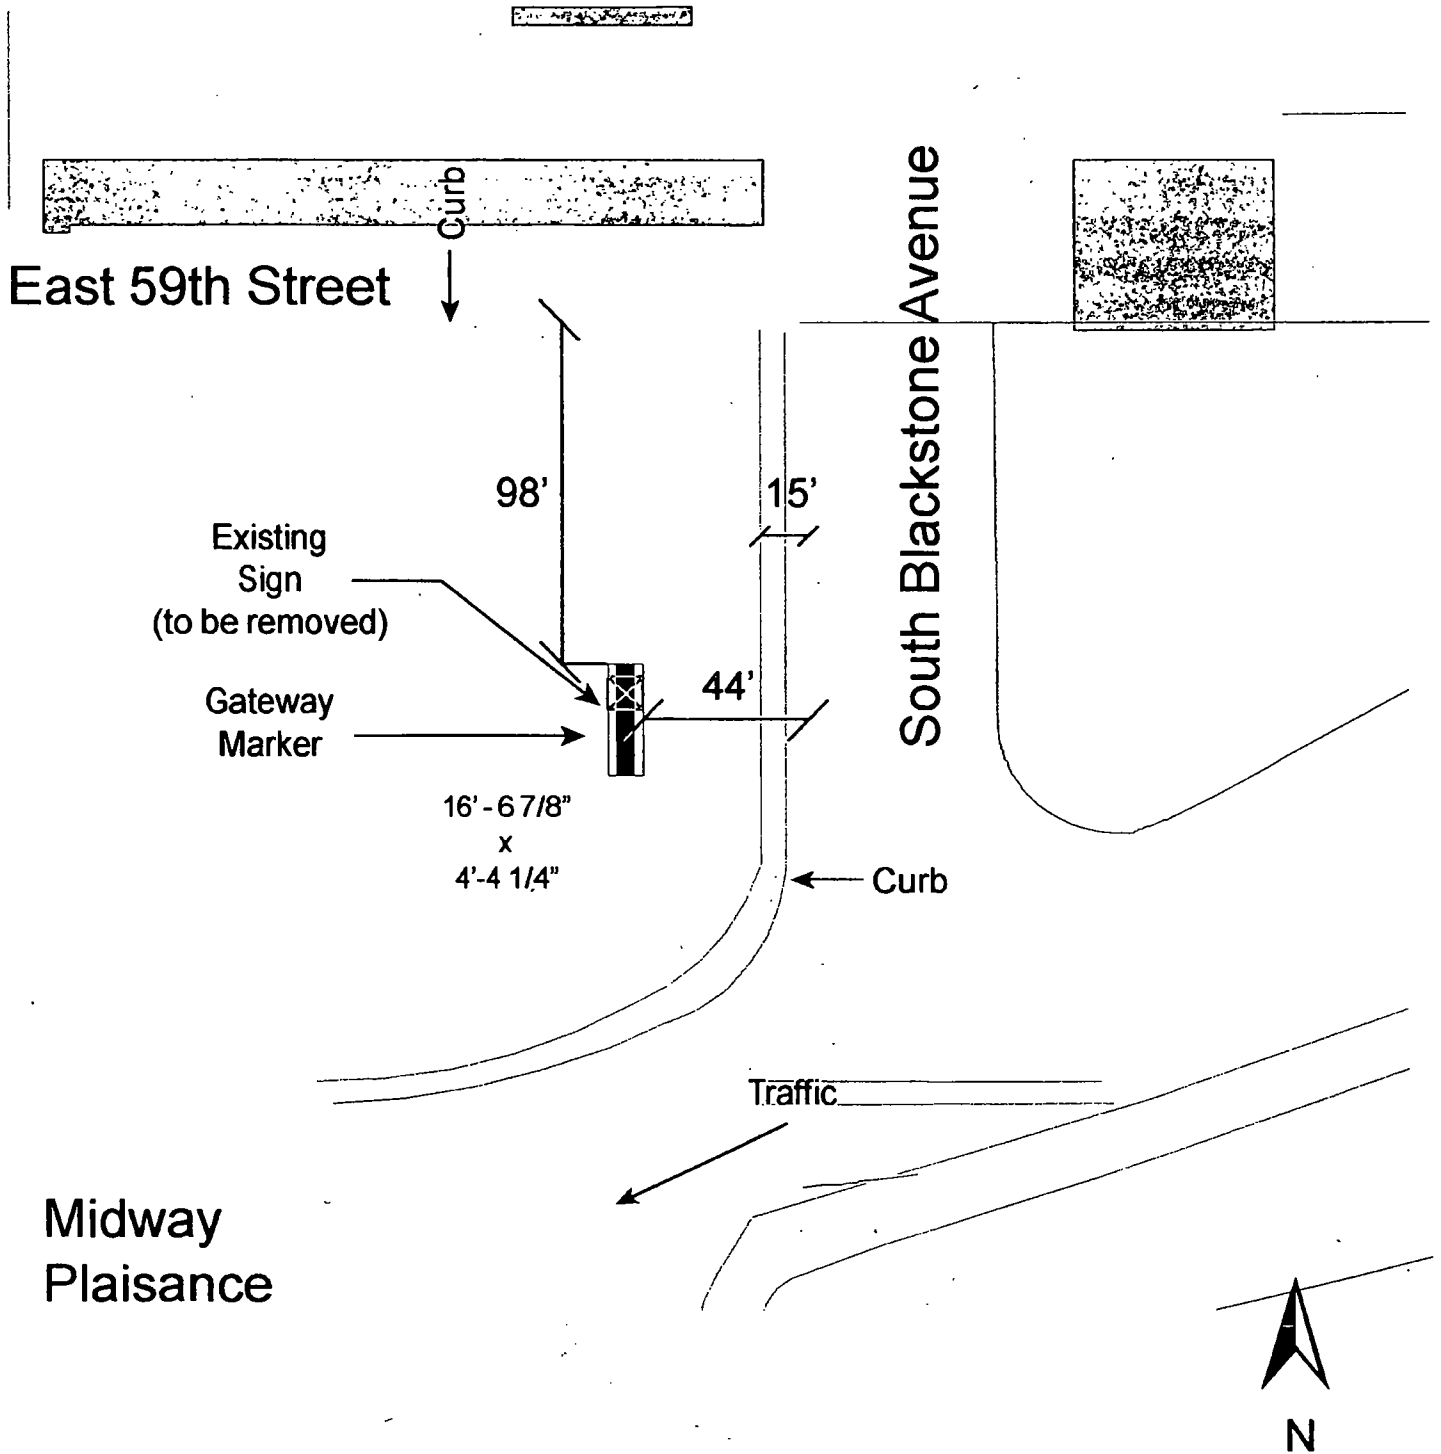 Curb
East 59th Street
South Blackstone Avenue
98’
15’
Existing
Sign
(to be removed)
44’
Gateway
Marker
16’ - 6 7/8”
x
4’-4 1/4”
Curb
Traffic
Midway
Plaisance
N